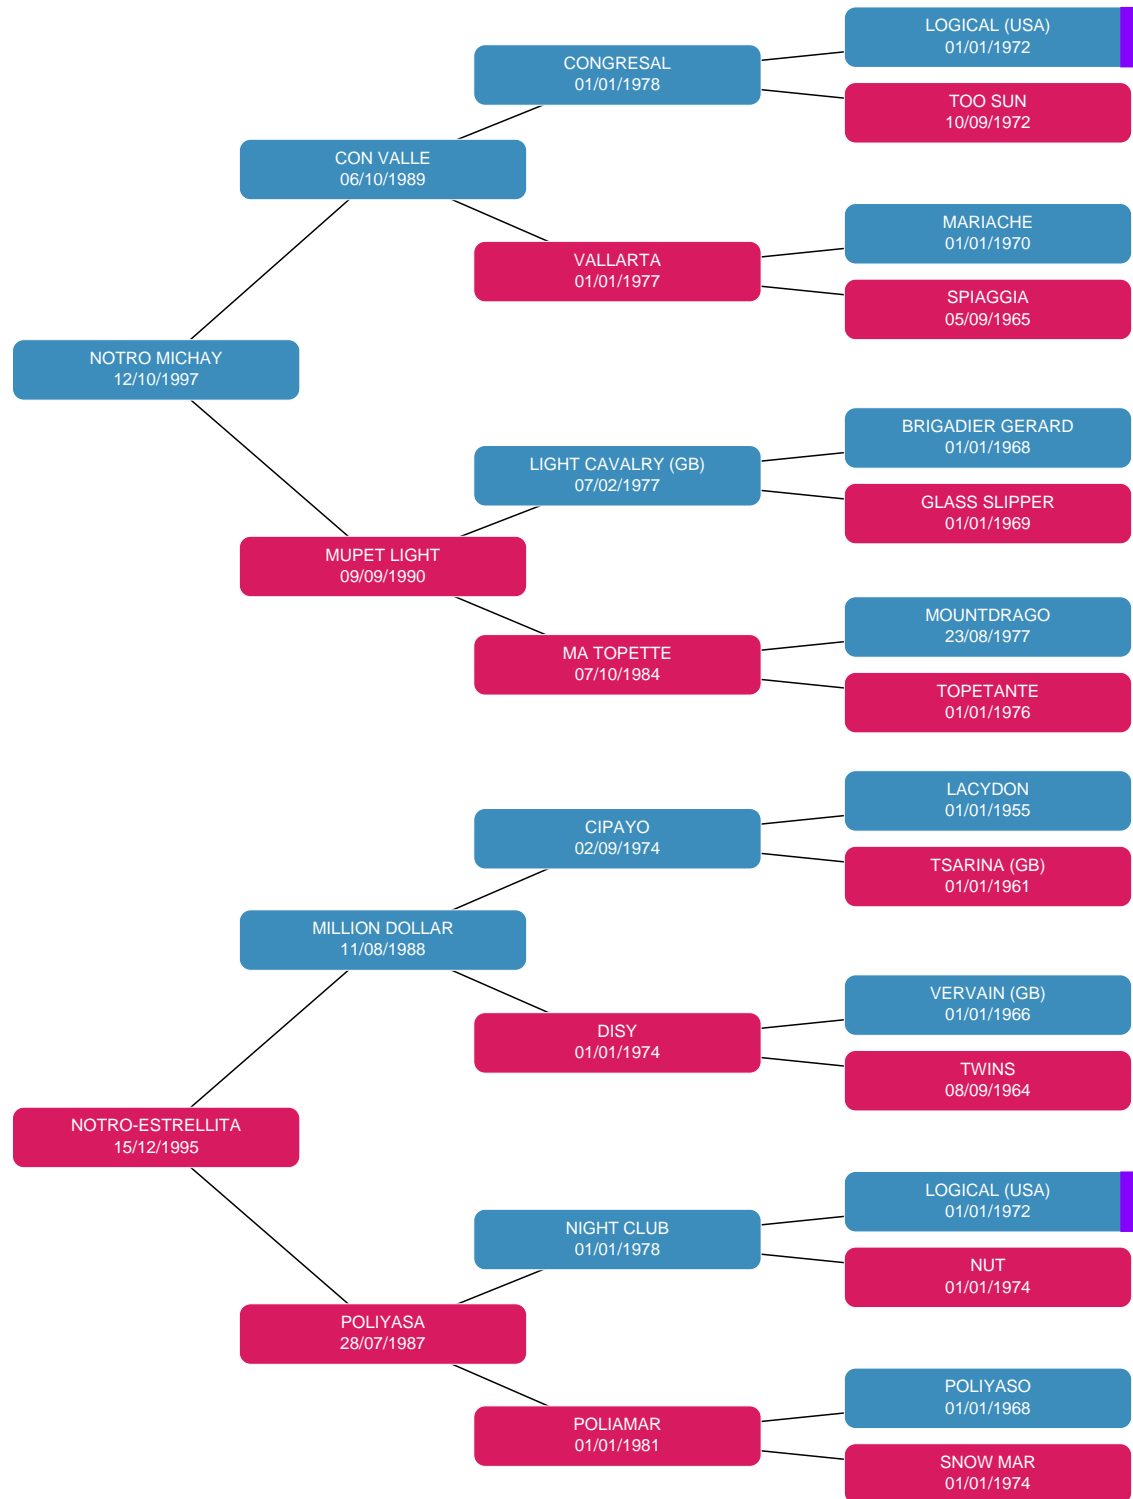 LOGICAL (USA)
01/01/1972
CONGRESAL
01/01/1978
TOO SUN
10/09/1972
CON VALLE
06/10/1989
MARIACHE
01/01/1970
VALLARTA
01/01/1977
SPIAGGIA
05/09/1965
NOTRO MICHAY
12/10/1997
BRIGADIER GERARD
01/01/1968
LIGHT CAVALRY (GB)
07/02/1977
GLASS SLIPPER
01/01/1969
MUPET LIGHT
09/09/1990
MOUNTDRAGO
23/08/1977
MA TOPETTE
07/10/1984
TOPETANTE
01/01/1976
LACYDON
01/01/1955
CIPAYO
02/09/1974
TSARINA (GB)
01/01/1961
MILLION DOLLAR
11/08/1988
VERVAIN (GB)
01/01/1966
DISY
01/01/1974
TWINS
08/09/1964
NOTRO-ESTRELLITA
15/12/1995
LOGICAL (USA)
01/01/1972
NIGHT CLUB
01/01/1978
NUT
01/01/1974
POLIYASA
28/07/1987
POLIYASO
01/01/1968
POLIAMAR
01/01/1981
SNOW MAR
01/01/1974